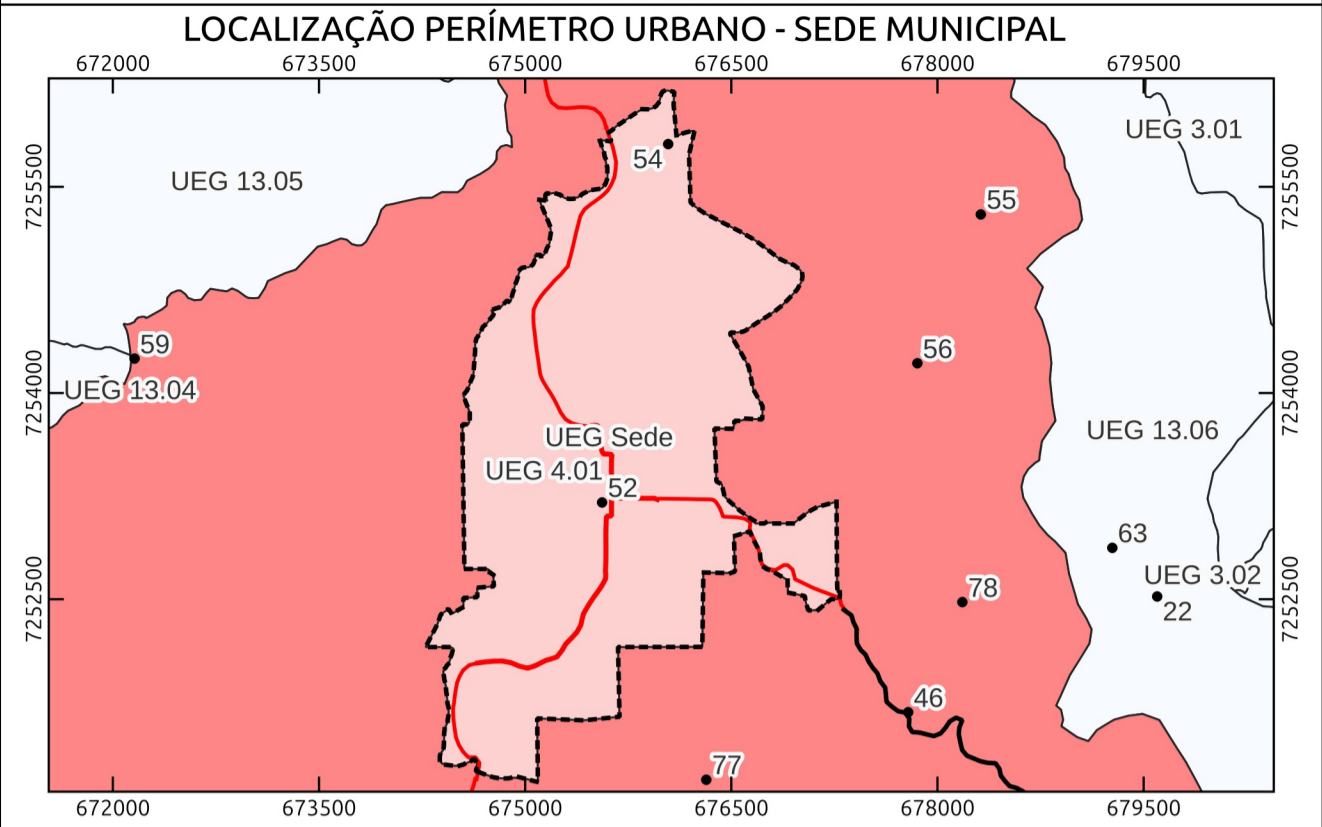 LOCALIZAÇÃO PERÍMETRO URBANO - SEDE MUNICIPAL
672000 673500 675000 676500 678000 679500
UEG 3.01
54
7255500
UEG 13.05
7255500
55
59
56
UEG 13.04
7254000
7254000
UEG 13.06
UEG Sede
UEG 4.01
52
63
UEG 3.02
78
22
7252500
7252500
46
77
672000 673500 675000 676500 678000 679500